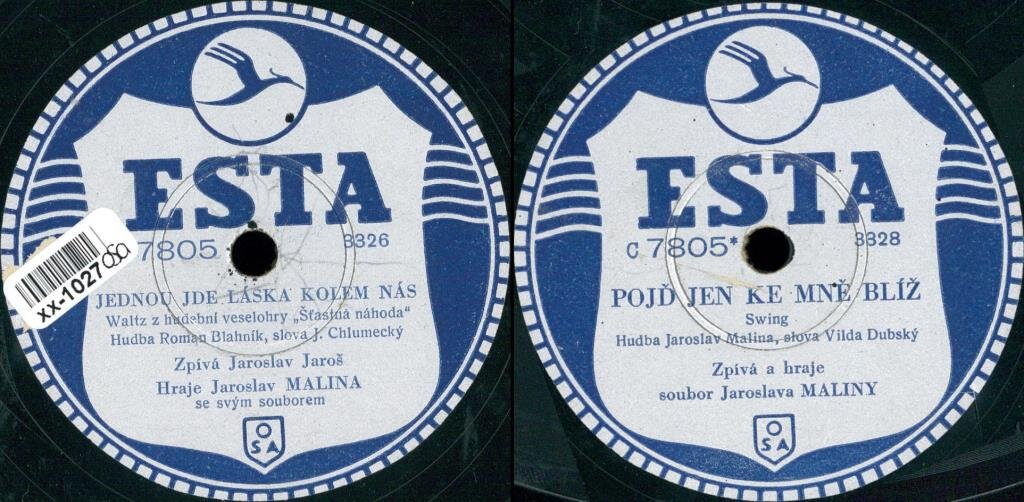 ESTA
7805
3326
xx-1027
05a
JEDNOU JDE LÁSKA KOLEM NÁS
Waltz z hudební veselohry „Šťastná náhoda“
Hudba Roman Blahník, slova J. Chlumecký
Zpívá Jaroslav Jaroš
Hraje Jaroslav MALINA
se svým souborem
OSA
ESTA
C 7805*
3328
POJĎ JEN KE MNĚ BLÍŽ
Swing
Hudba Jaroslav Malina, slova Vilda Dubský
Zpívá a hraje
soubor Jaroslava MALINY
OSA